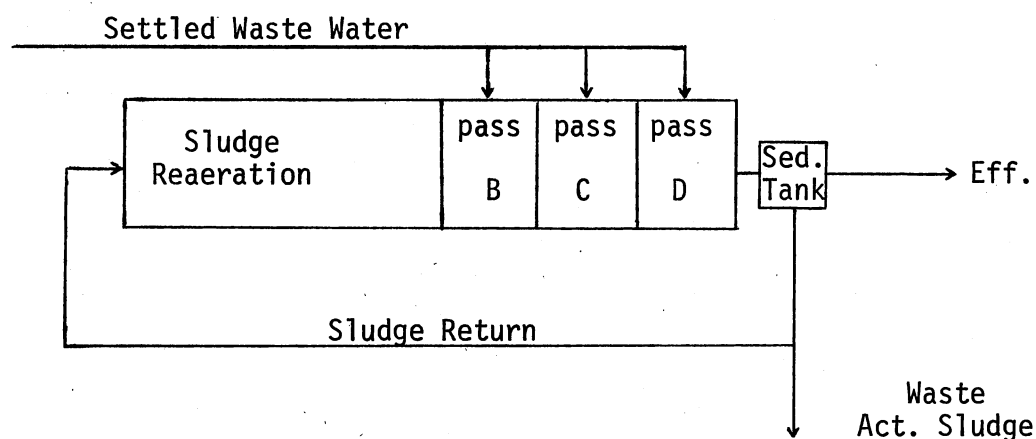 Settled Waste Water
Sludge
Reaeration
pass
B
pass
C
pass
D
Sed.
Tank
Eff.
Sludge Return
Waste
Act. Sludge